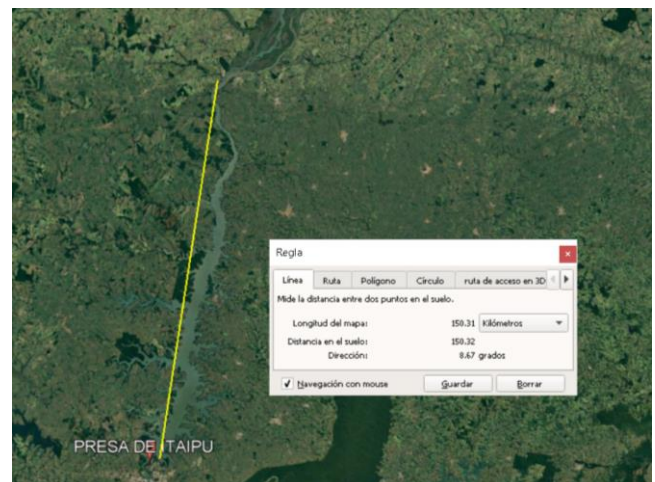 Regla
Línea Ruta Polígono Círculo ruta de acceso en 3D
Mide la distancia entre dos puntos en el suelo.
Longitud del mapa: 150.31 Kilómetros
Distancia en el suelo: 150.32
Dirección: 8.67 grados
Navegación con mouse Guardar Borrar
PRESA DE ITAIPU